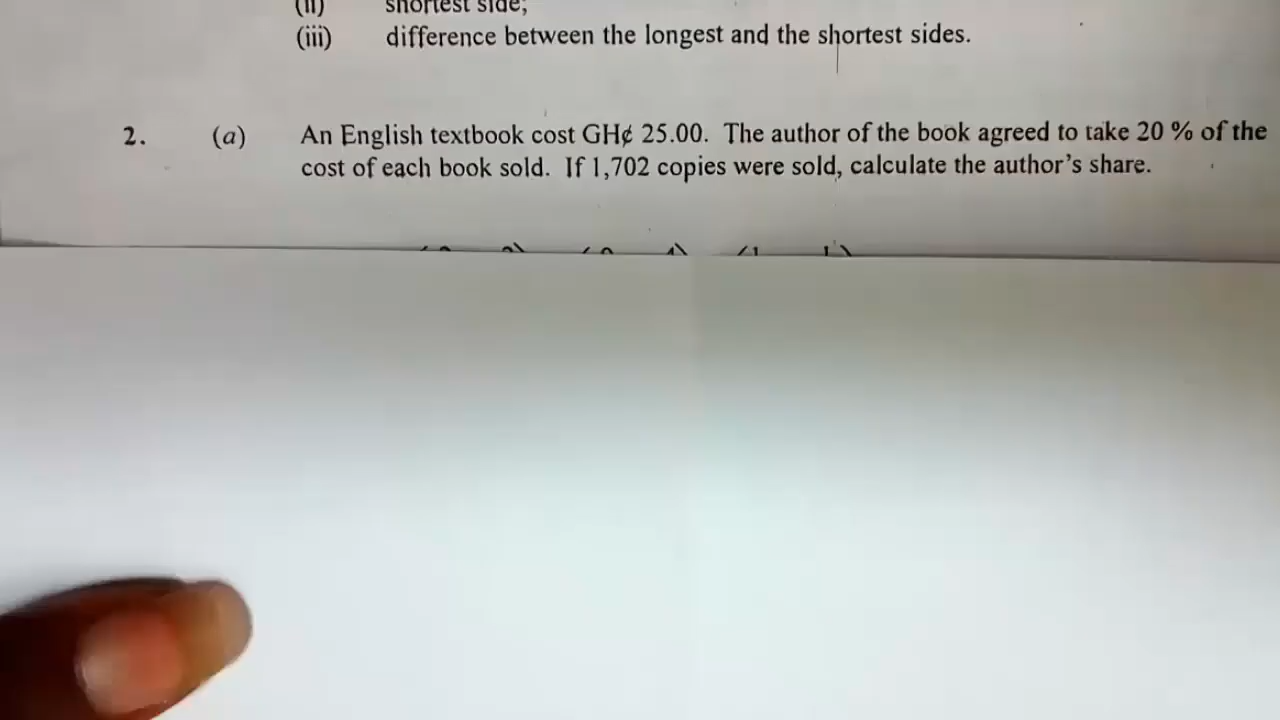 (ii) shortest side;
(iii) difference between the longest and the shortest sides.
2. (a) An English textbook cost GH¢ 25.00. The author of the book agreed to take 20 % of the
cost of each book sold. If 1,702 copies were sold, calculate the author's share.